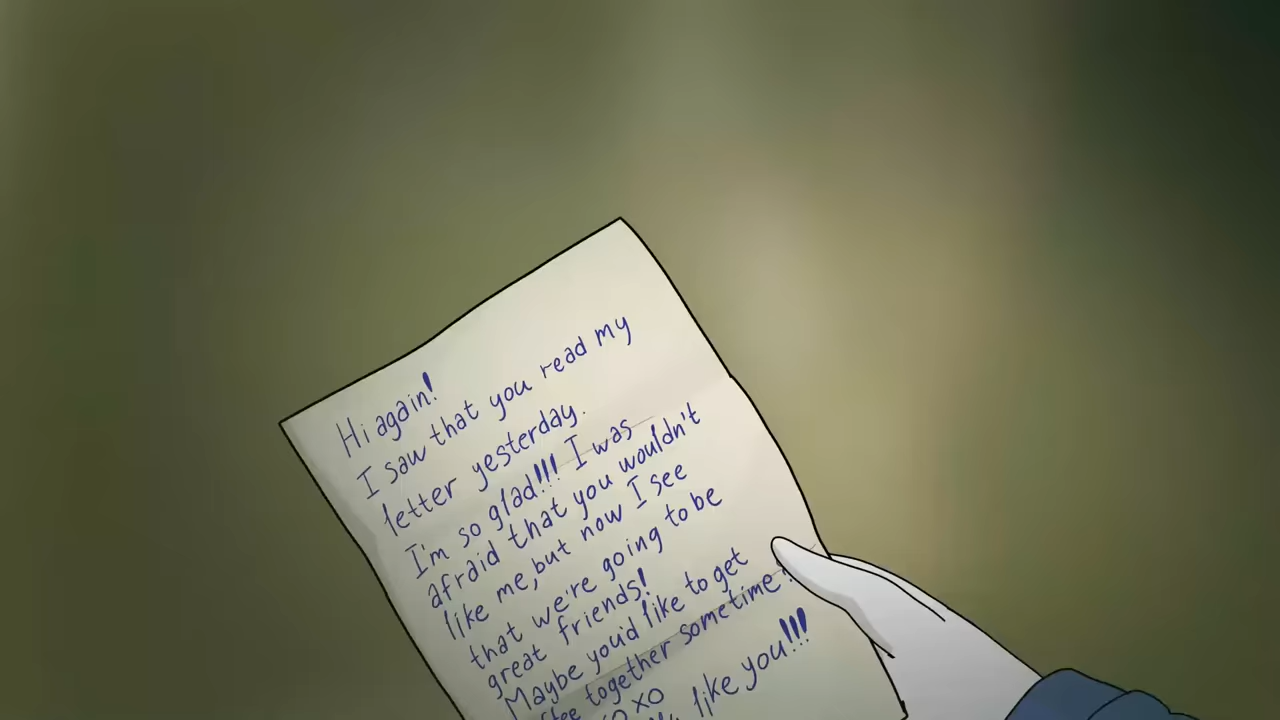 Hi again!
I saw that you read my
letter yesterday.
I'm so glad!!! I was
afraid that you wouldn't
like me, but now I see
that we're going to be
great friends!
Maybe you'd like to get
together sometime?
XO
like you!!!